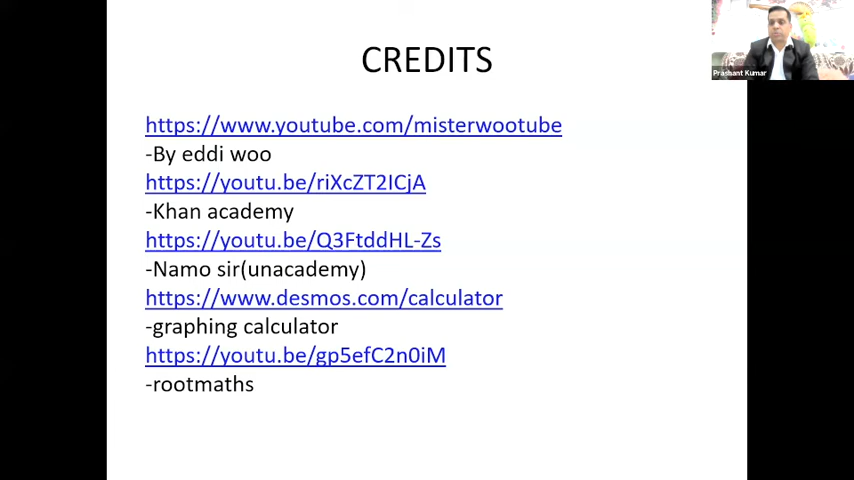 CREDITS
https://www.youtube.com/misterwootube
-By eddi woo
https://youtu.be/riXcZT2ICjA
-Khan academy
https://youtu.be/Q3FtddHL-Zs
-Namo sir(unacademy)
https://www.desmos.com/calculator
-graphing calculator
https://youtu.be/gp5efC2n0iM
-rootmaths
Prashant Kumar